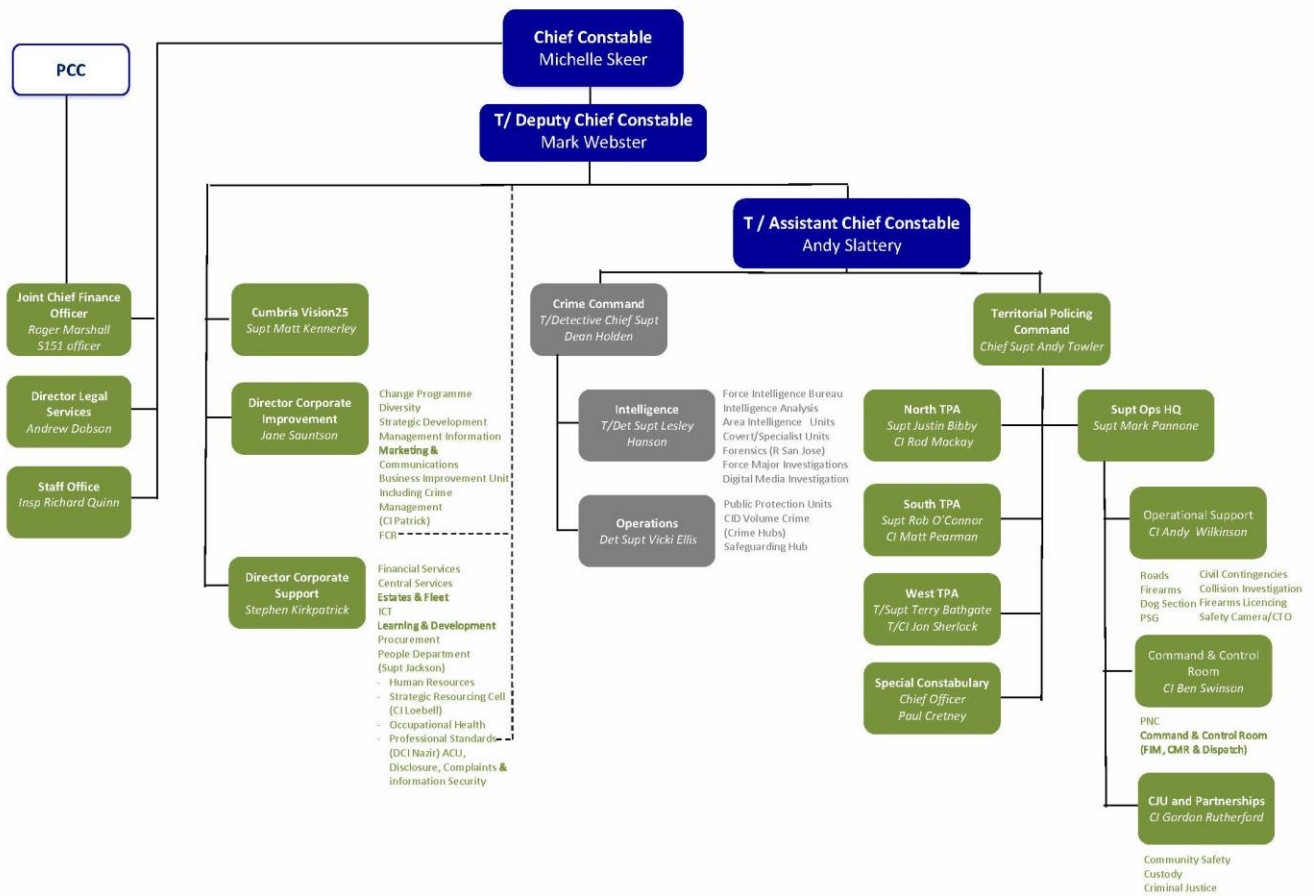 Chief Constable
Michelle Skeer
PCC
T/ Deputy Chief Constable
Mark Webster
T / Assistant Chief Constable
Andy Slattery
Joint Chief Finance
Officer
Roger Marshall
S151 officer
Director Legal
Services
Andrew Dobson
Staff Office
Insp Richard Quinn
Cumbria Vision25
Supt Matt Kennerley
Director Corporate
Improvement
Jane Sauntson
Change Programme
Diversity
Strategic Development
Management Information
Marketing &
Communications
Business Improvement Unit
Including Crime
Management
(CI Patrick)
FCR
Director Corporate
Support
Stephen Kirkpatrick
Financial Services
Central Services
Estates & Fleet
ICT
Learning & Development
Procurement
People Department
(Supt Jackson)
- Human Resources
- Strategic Resourcing Cell
(CI Loebell)
- Occupational Health
- Professional Standards
(DCI Nazir) ACU,
Disclosure, Complaints &
information Security
Crime Command
T/Detective Chief Supt
Dean Holden
Intelligence
T/Det Supt Lesley
Hanson
Force Intelligence Bureau
Intelligence Analysis
Area Intelligence Units
Covert/Specialist Units
Forensics (R San Jose)
Force Major Investigations
Digital Media Investigation
Operations
Det Supt Vicki Ellis
Public Protection Units
CID Volume Crime
(Crime Hubs)
Safeguarding Hub
Territorial Policing
Command
Chief Supt Andy Towler
North TPA
Supt Justin Bibby
CI Rod Mackay
South TPA
Supt Rob O'Connor
CI Matt Pearman
West TPA
T/Supt Terry Bathgate
T/CI Jon Sherlock
Special Constabulary
Chief Officer
Paul Cretney
Supt Ops HQ
Supt Mark Pannone
Operational Support
CI Andy Wilkinson
Roads
Firearms
Dog Section
PSG
Civil Contingencies
Collision Investigation
Firearms Licencing
Safety Camera/CTO
Command & Control
Room
CI Ben Swinson
PNC
Command & Control Room
(FIM, CMR & Dispatch)
CJU and Partnerships
CI Gordon Rutherford
Community Safety
Custody
Criminal Justice